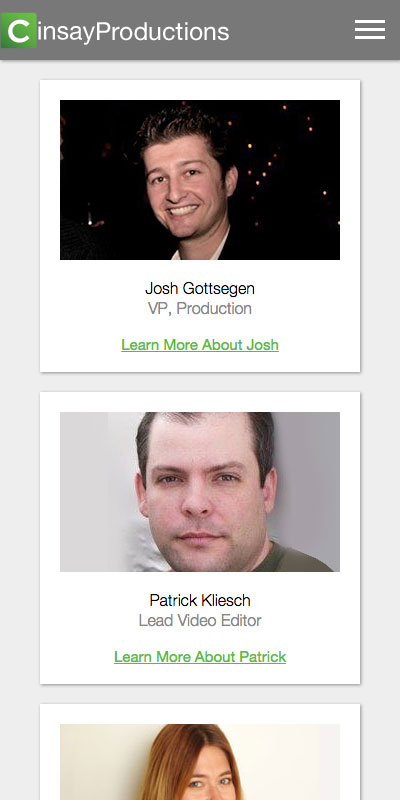 CinsayProductions
Josh Gottsegen
VP, Production
Learn More About Josh
Patrick Kliesch
Lead Video Editor
Learn More About Patrick